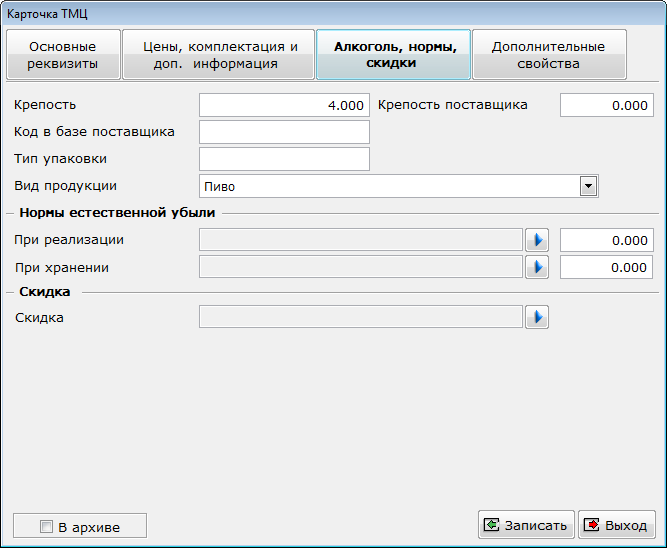 Карточка ТМЦ
Основные
реквизиты
Цены, комплектация и
доп. информация
Алкоголь, нормы,
скидки
Дополнительные
свойства
Крепость 4.000 Крепость поставщика 0.000
Код в базе поставщика
Тип упаковки
Вид продукции Пиво
Нормы естественной убыли
При реализации 0.000
При хранении 0.000
Скидка
Скидка
В архиве Записать Выход